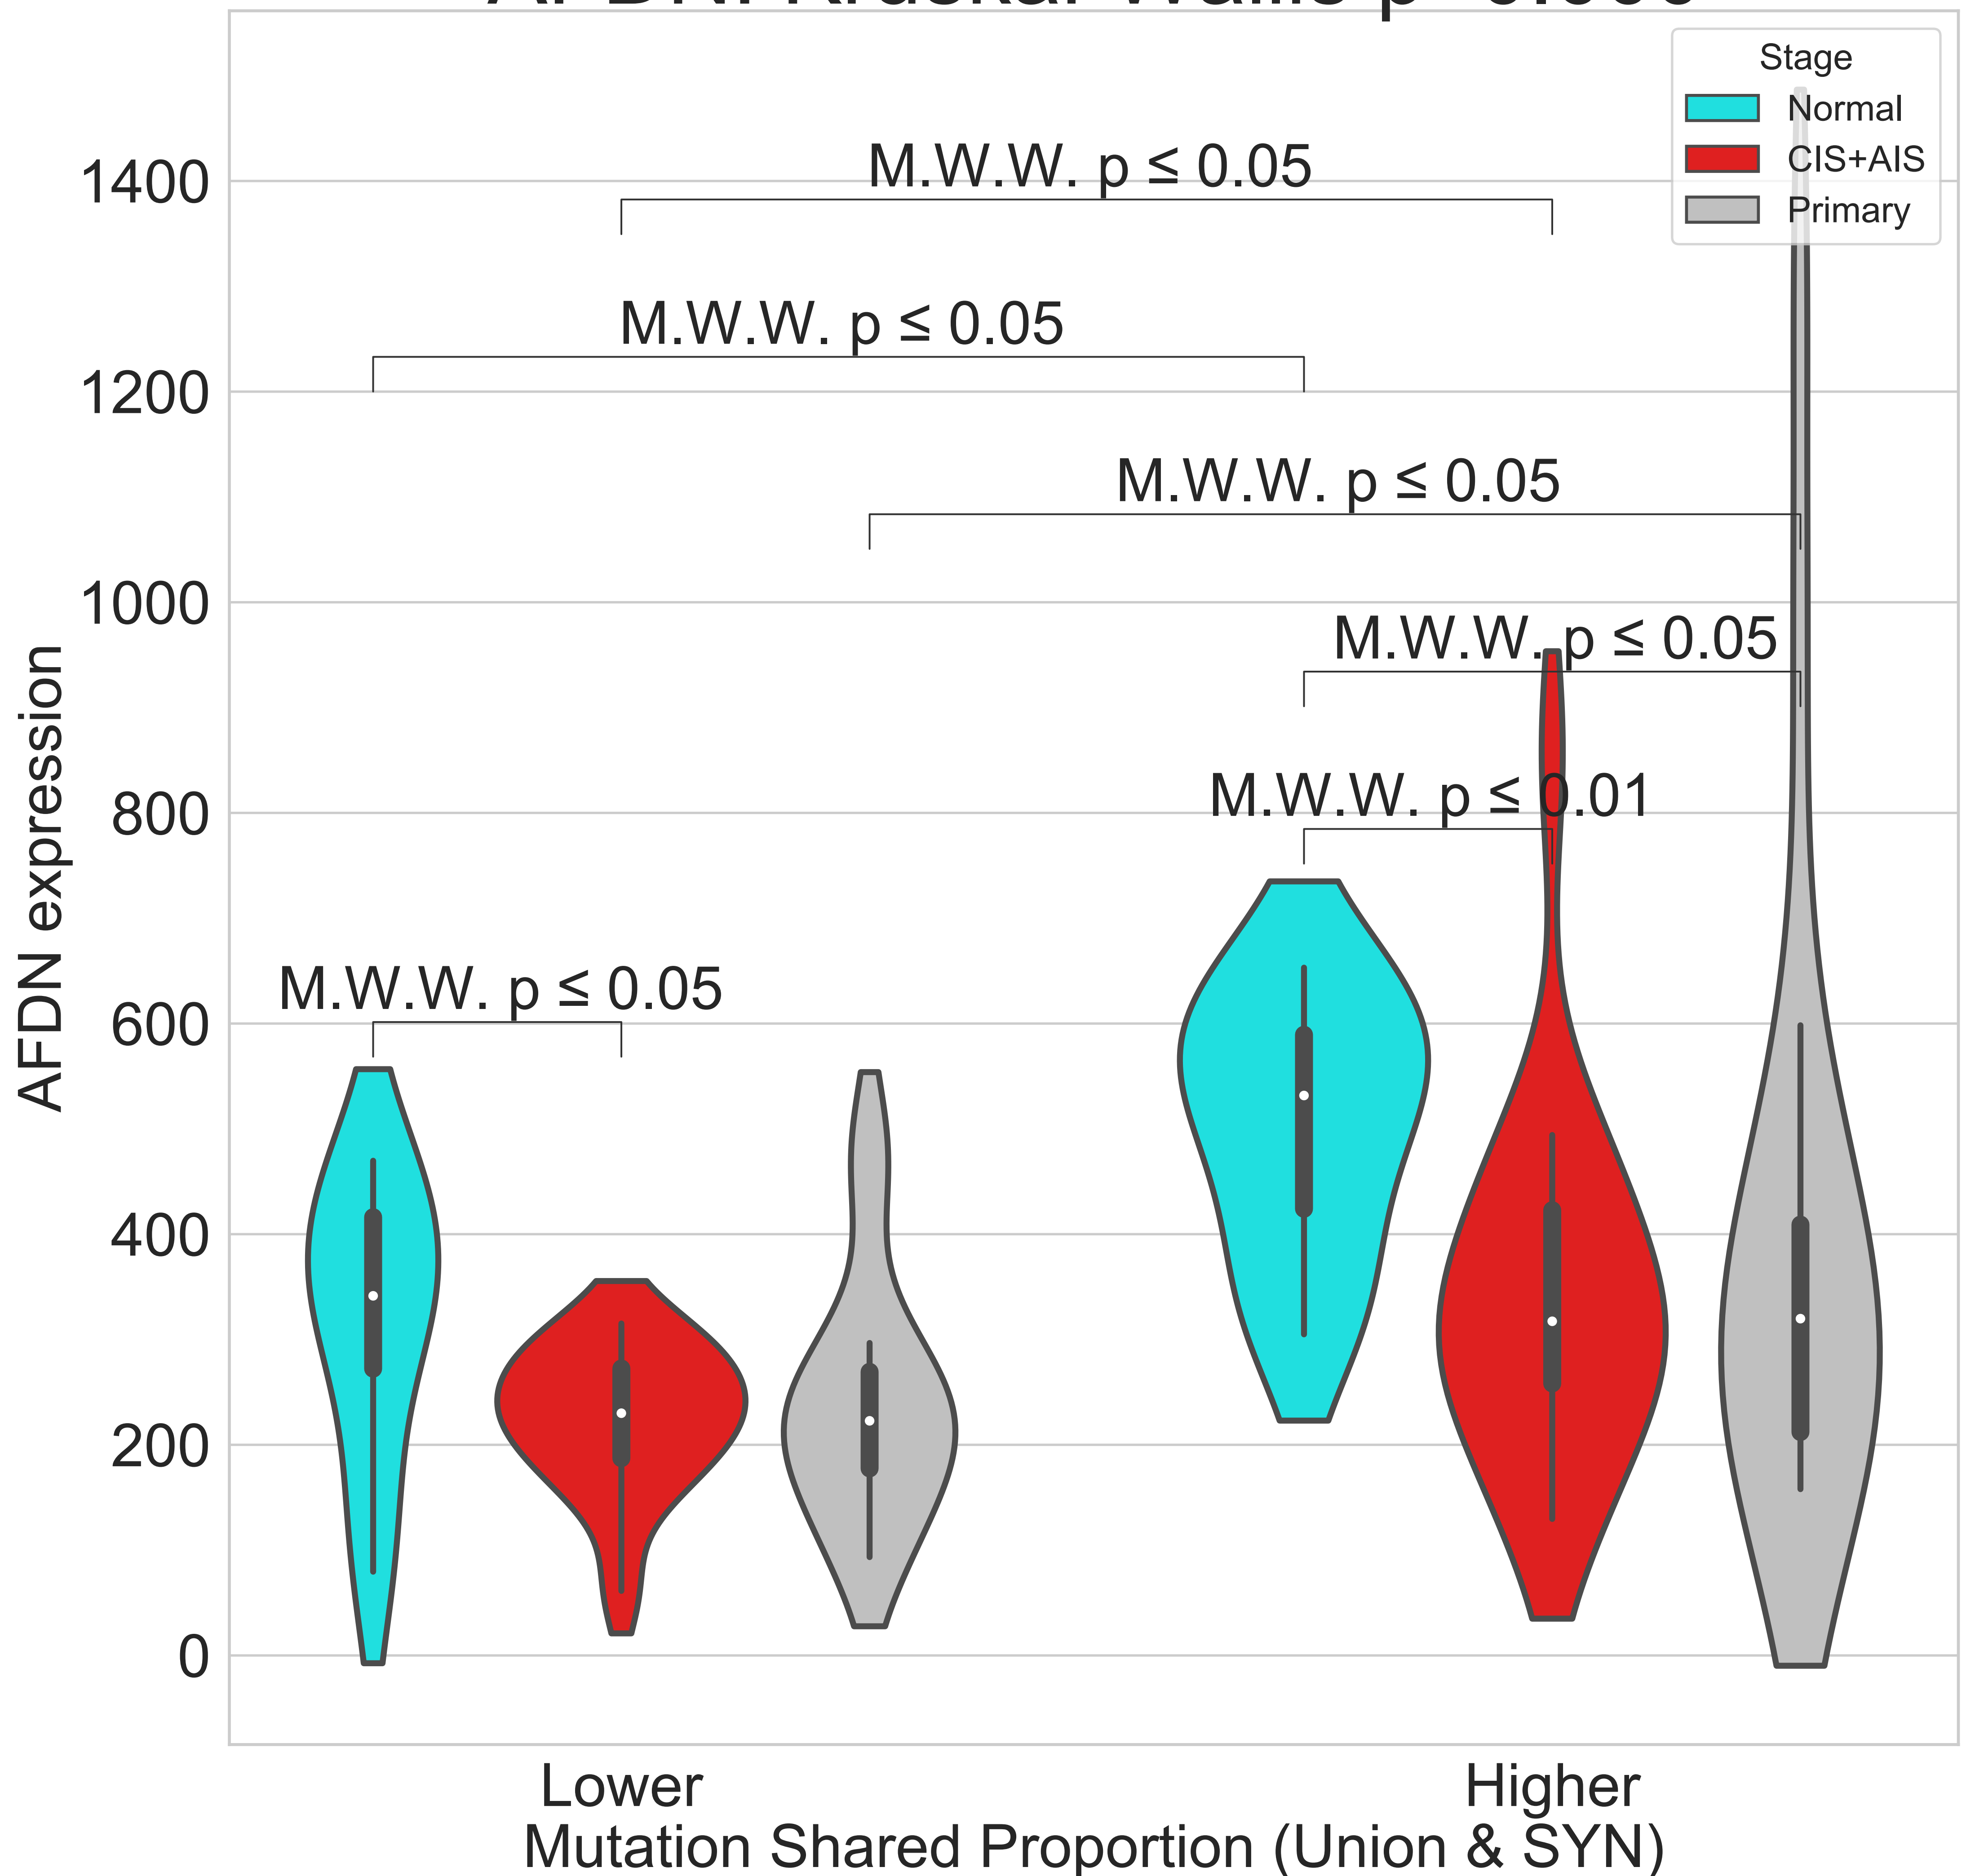 Stage
Normal
CIS+AIS
Primary
1400
1200
1000
800
600
400
200
0
AFDN expression
M.W.W. p ≤ 0.05
M.W.W. p ≤ 0.05
M.W.W. p ≤ 0.05
M.W.W. p ≤ 0.05
M.W.W. p ≤ 0.01
M.W.W. p ≤ 0.05
Lower
Higher
Mutation Shared Proportion (Union & SYN)